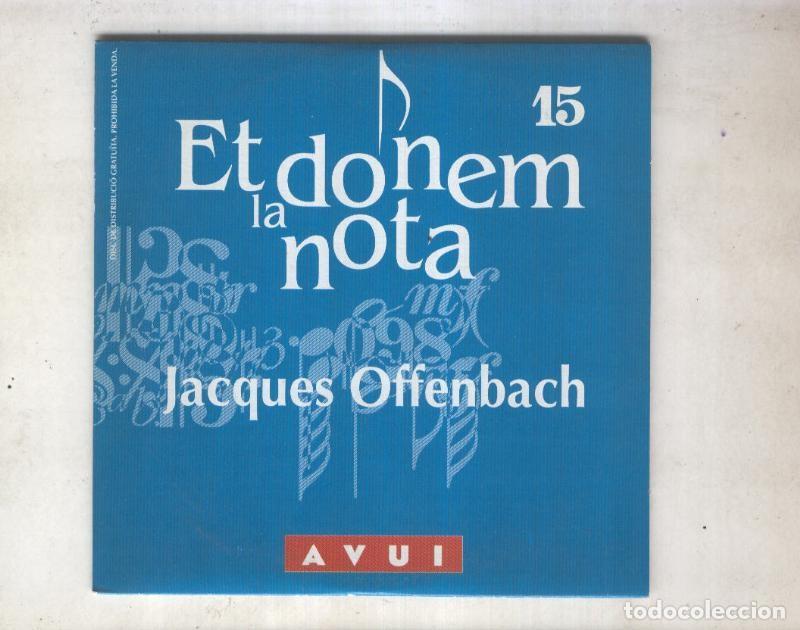 DISC DE DISTRIBUCIÓ GRATUÏTA. PROHIBIDA LA VENDA.
15
Et donem
la nota
Jacques Offenbach
AVUI
todocoleccion